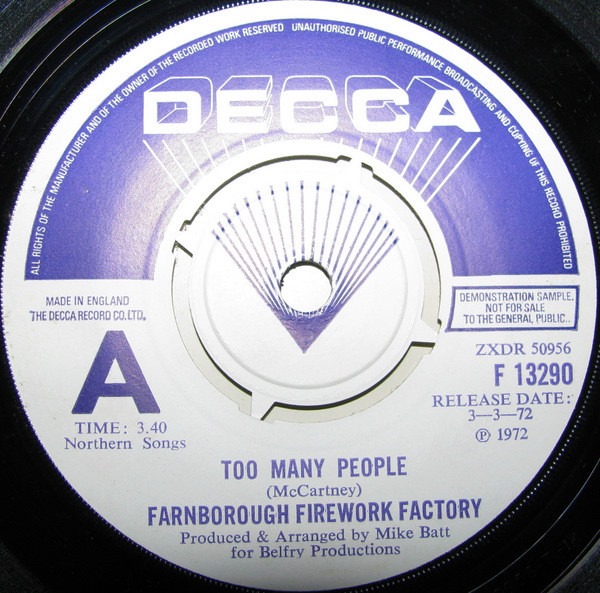 ALL RIGHTS OF THE MANUFACTURER AND OF THE OWNER OF THE RECORDED WORK RESERVED UNAUTHORISED PUBLIC PERFORMANCE BROADCASTING AND COPYING OF THIS RECORD PROHIBITED
DECCA
MADE IN ENGLAND
THE DECCA RECORD CO.LTD.
DEMONSTRATION SAMPLE.
NOT FOR SALE
TO THE GENERAL PUBLIC..
A
TIME: 3.40
Northern Songs
ZXDR 50956
F 13290
RELEASE DATE:
3—3—72
Ⓟ 1972
TOO MANY PEOPLE
(McCartney)
FARNBOROUGH FIREWORK FACTORY
Produced & Arranged by Mike Batt
for Belfry Productions